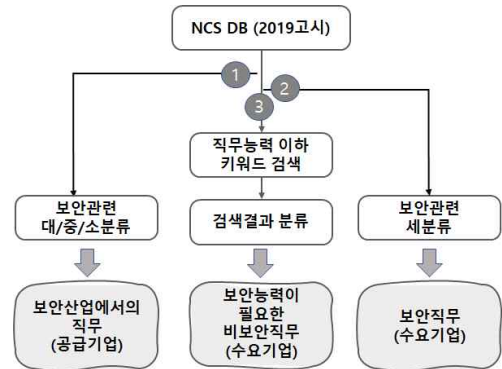 NCS DB (2019고시)
1
2
3
직무능력 이하
키워드 검색
보안관련
대/중/소분류
검색결과 분류
보안관련
세분류
보안산업에서의
직무
(공급기업)
보안능력이
필요한
비보안직무
(수요기업)
보안직무
(수요기업)